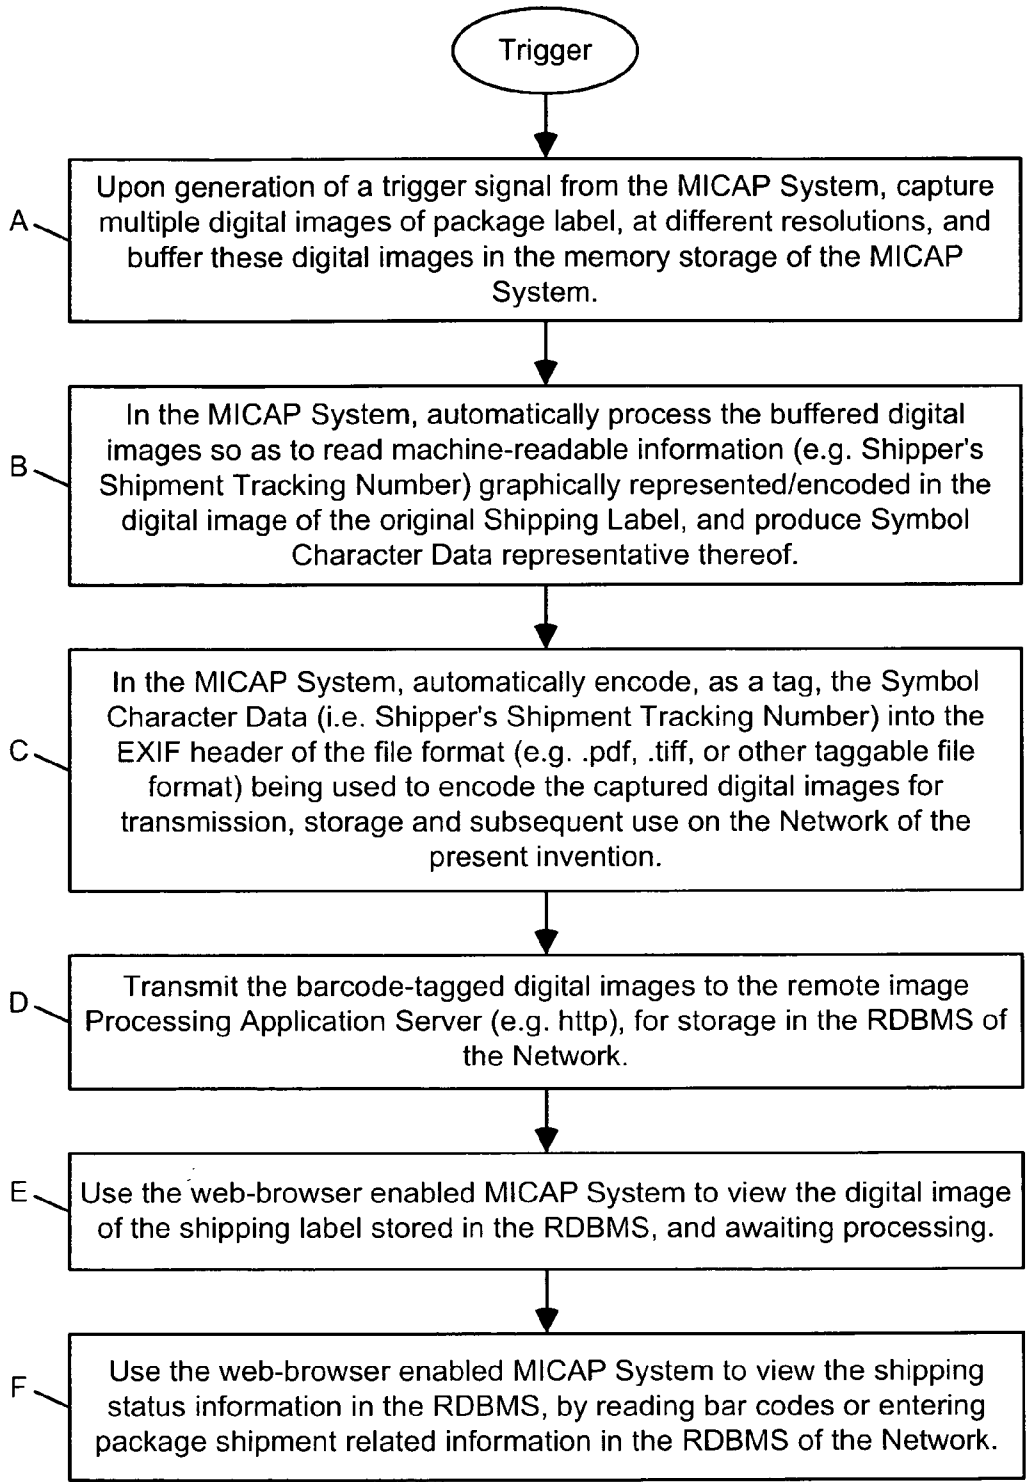 Trigger
A
Upon generation of a trigger signal from the MICAP System, capture
multiple digital images of package label, at different resolutions, and
buffer these digital images in the memory storage of the MICAP
System.
B
In the MICAP System, automatically process the buffered digital
images so as to read machine-readable information (e.g. Shipper's
Shipment Tracking Number) graphically represented/encoded in the
digital image of the original Shipping Label, and produce Symbol
Character Data representative thereof.
C
In the MICAP System, automatically encode, as a tag, the Symbol
Character Data (i.e. Shipper's Shipment Tracking Number) into the
EXIF header of the file format (e.g. .pdf, .tiff, or other taggable file
format) being used to encode the captured digital images for
transmission, storage and subsequent use on the Network of the
present invention.
D
Transmit the barcode-tagged digital images to the remote image
Processing Application Server (e.g. http), for storage in the RDBMS of
the Network.
E
Use the web-browser enabled MICAP System to view the digital image
of the shipping label stored in the RDBMS, and awaiting processing.
F
Use the web-browser enabled MICAP System to view the shipping
status information in the RDBMS, by reading bar codes or entering
package shipment related information in the RDBMS of the Network.